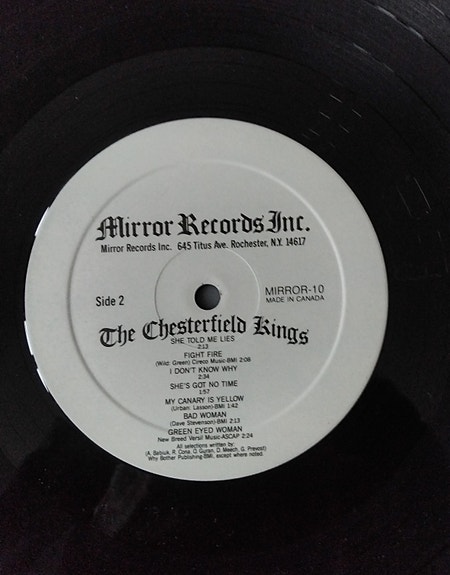 Mirror Records Inc.
Mirror Records Inc. 645 Titus Ave. Rochester, N.Y. 14617
Side 2
MIRROR-10
MADE IN CANADA
The Chesterfield Kings
SHE TOLD ME LIES
2:13
FIGHT FIRE
(Wild: Green) Cireco Music-BMI 2:08
I DON'T KNOW WHY
2:34
SHE'S GOT NO TIME
1:57
MY CANARY IS YELLOW
(Urban: Lasson)-BMI 1:42
BAD WOMAN
(Dave Stevenson)-BMI 2:13
GREEN EYED WOMAN
New Breed Versil Music-ASCAP 2:24
All selections written by:
(A. Babiuk, R. Cona, O. Guran, D. Meech, G. Prevost)
Why Bother Publishing-BMI, except where noted.